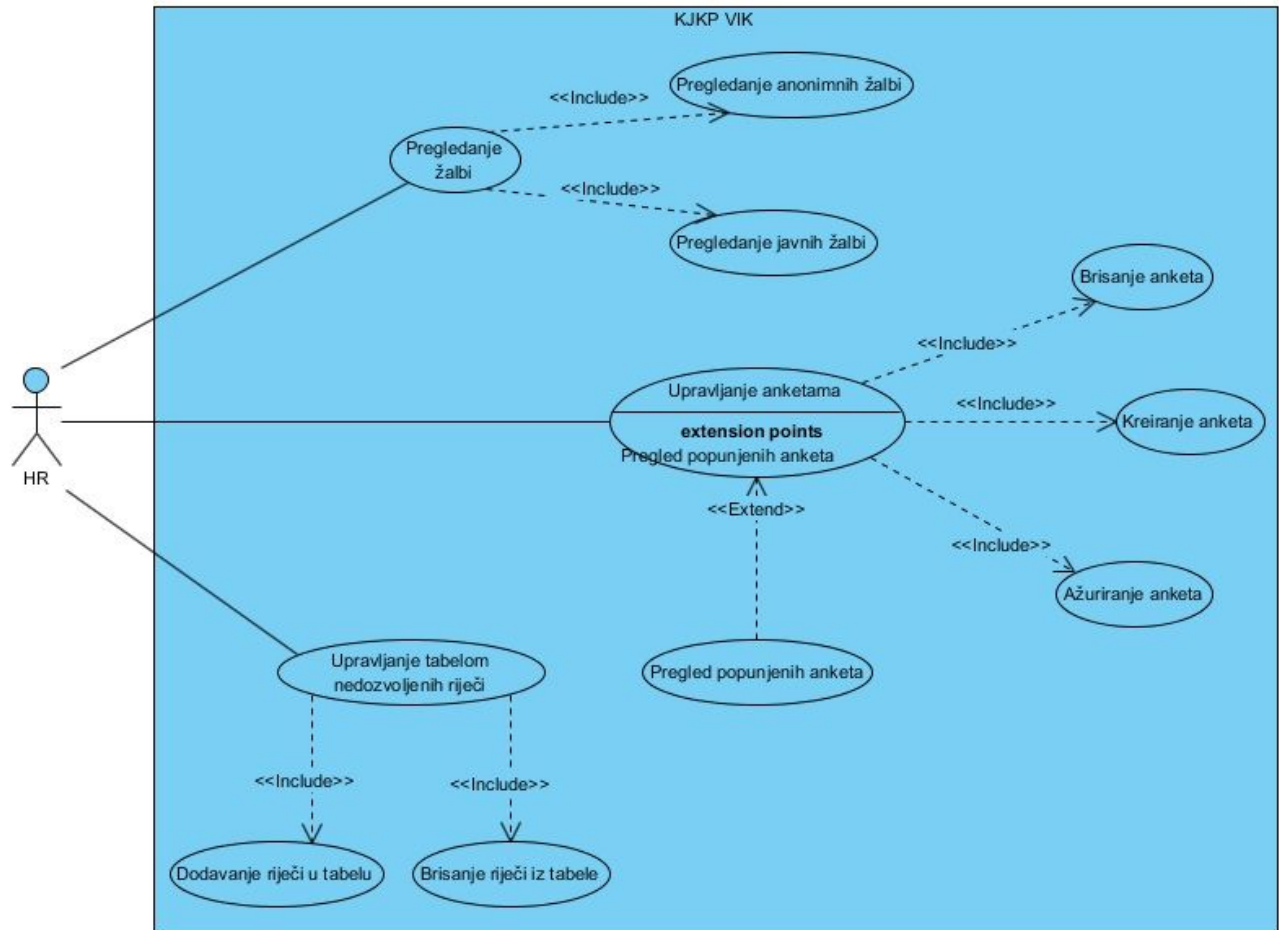 KJKP VIK
Pregledanje anonimnih žalbi
<<Include>>
Pregledanje
žalbi
<<Include>>
Pregledanje javnih žalbi
Brisanje anketa
<<Include>>
Upravljanje anketama
<<Include>>
Kreiranje anketa
extension points
Pregled popunjenih anketa
HR
<<Extend>>
<<Include>>
Ažuriranje anketa
Upravljanje tabelom
nedozvoljenih riječi
Pregled popunjenih anketa
<<Include>>
<<Include>>
Dodavanje riječi u tabelu
Brisanje riječi iz tabele